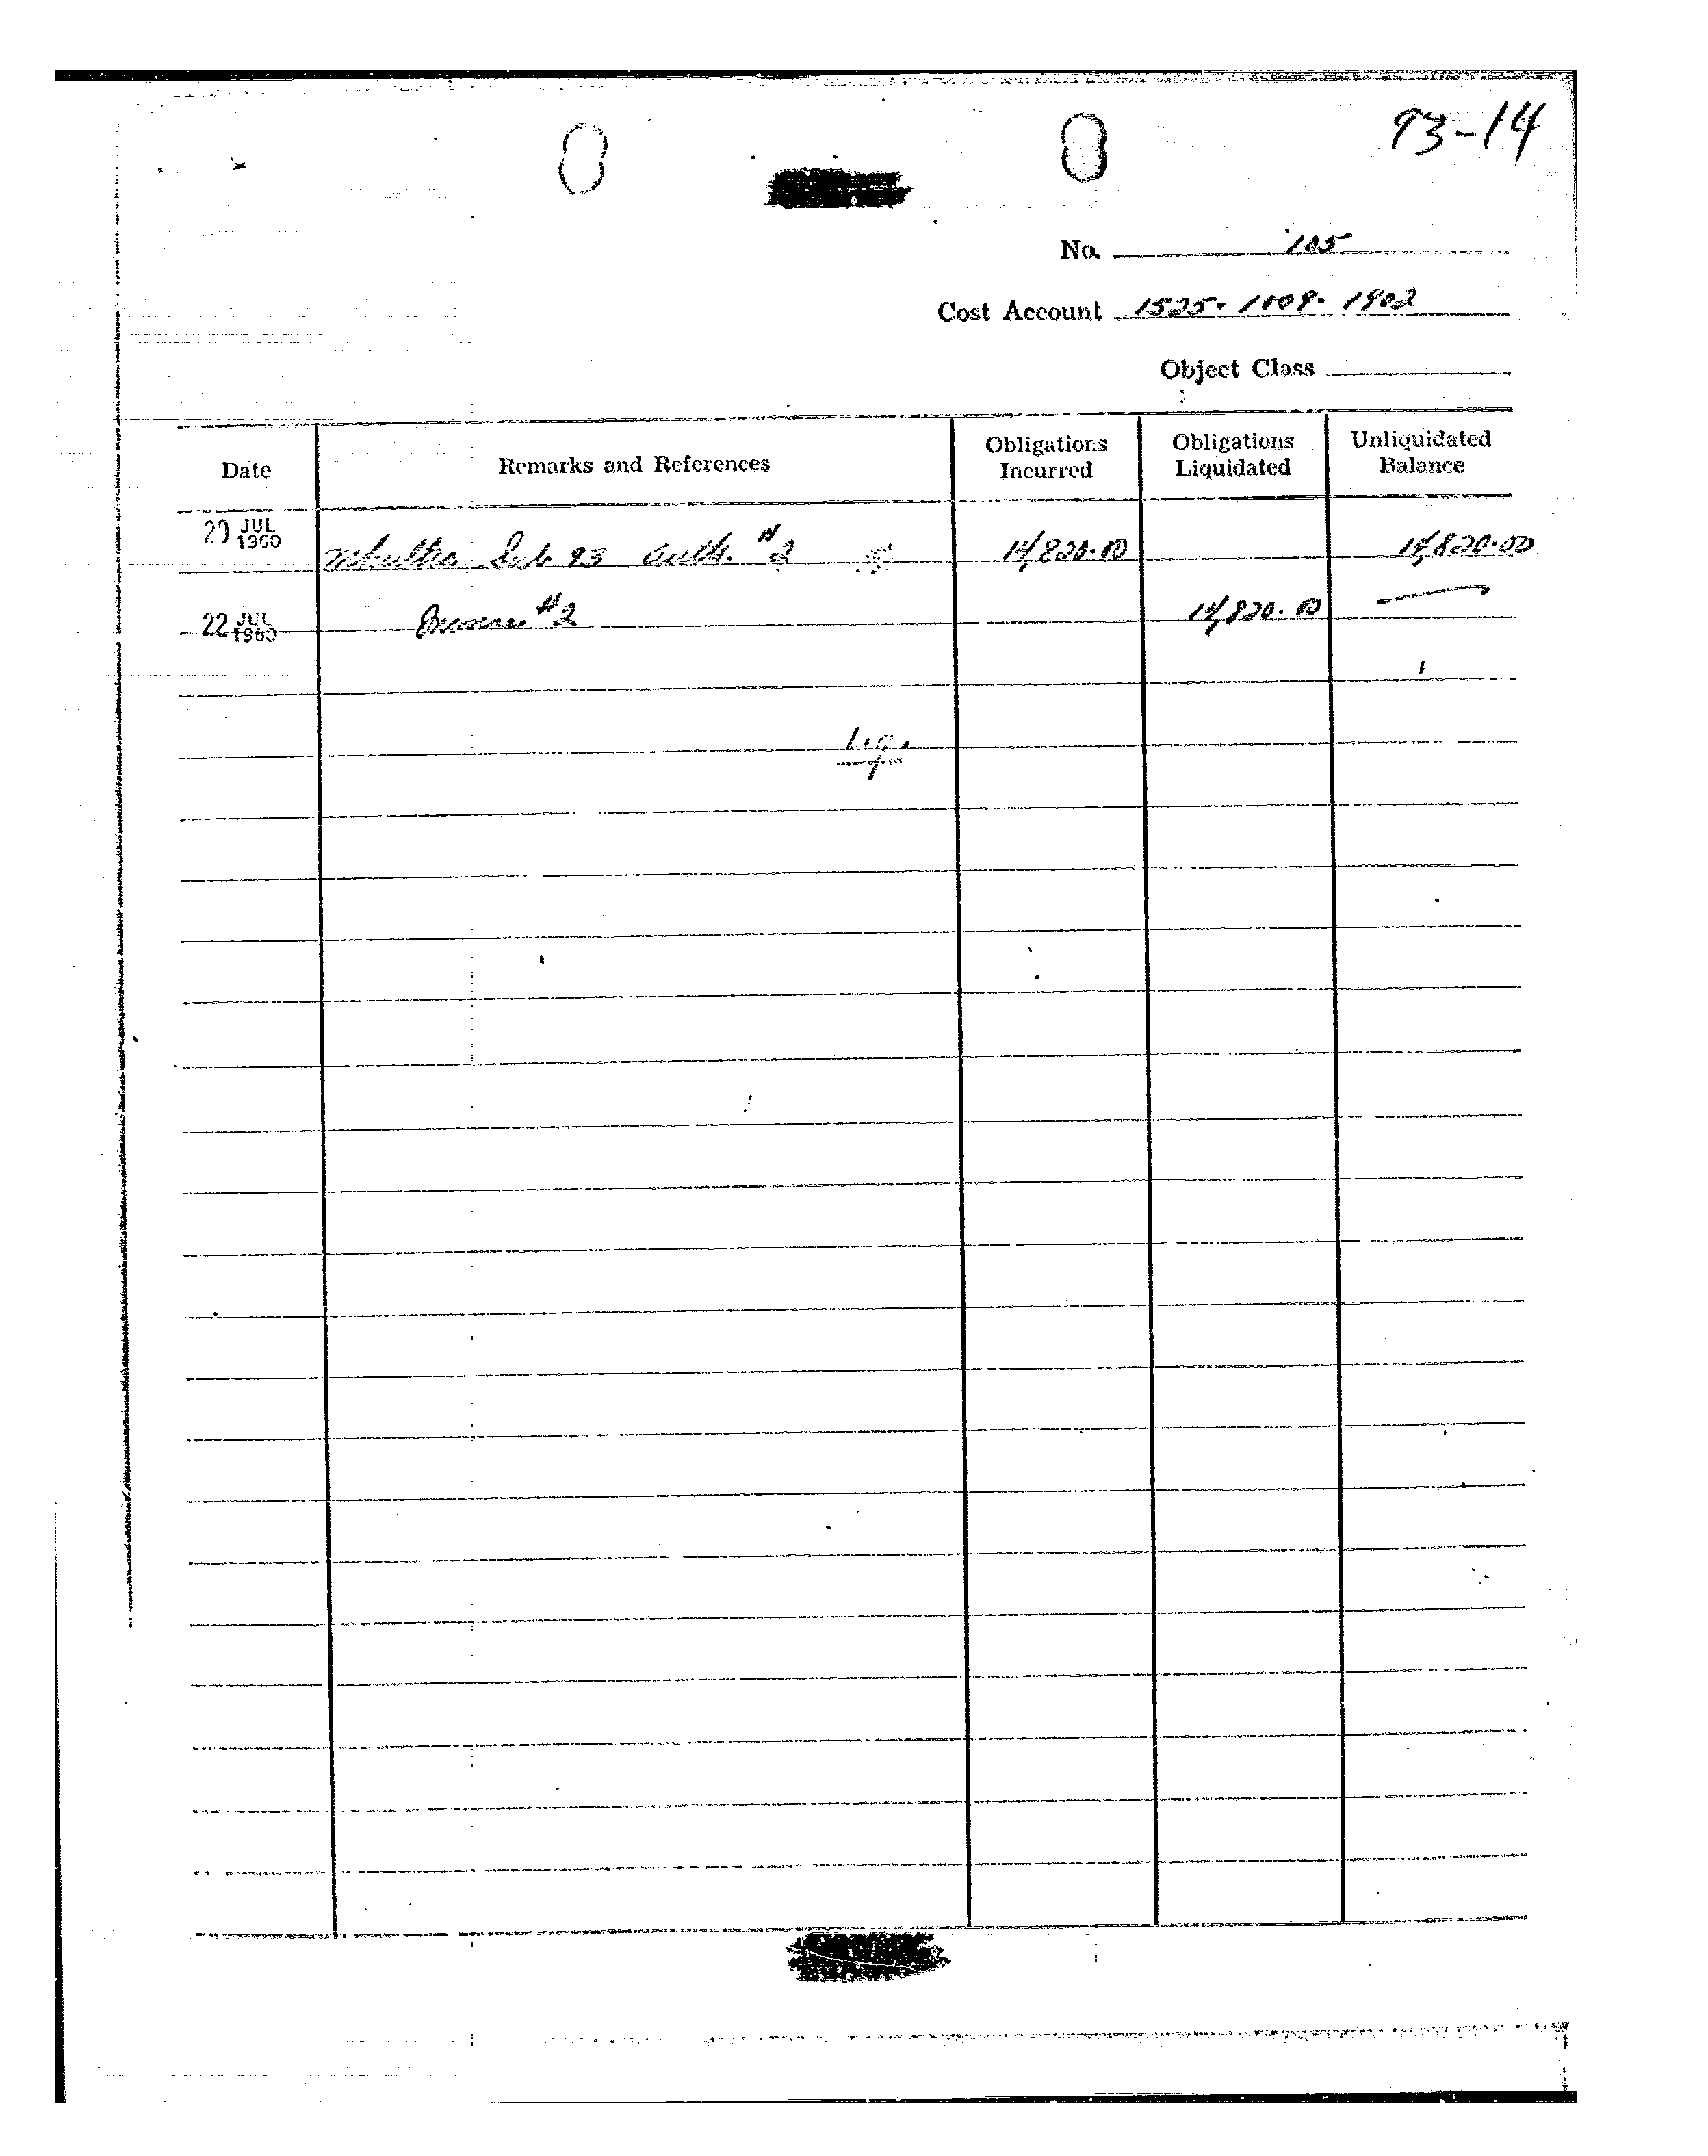 93-14
No. 105
Cost Account 1525-1009-1902
Object Class
Date Remarks and References Obligations Incurred Obligations Liquidated Unliquidated Balance
20 JUL 1960 Mkultra Sub 93 Auth. #2 14,820.00 14,820.00
22 JUL 1960 Invoice #2 14,820.00 —